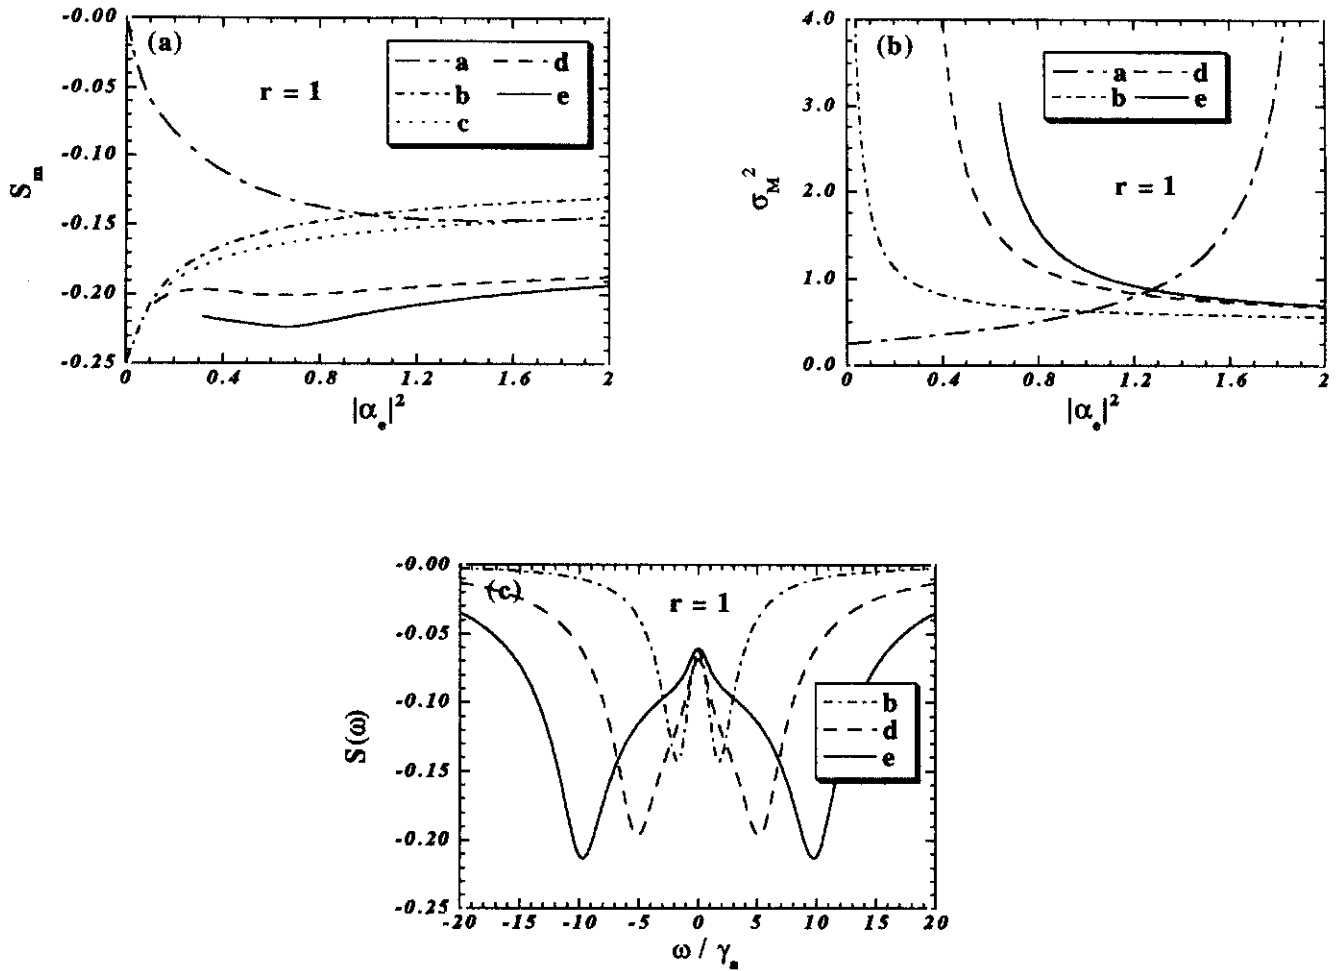 (a)
r = 1
a d
b e
c
-0.00
-0.05
-0.10
-0.15
-0.20
-0.25
0 0.4 0.8 1.2 1.6 2
S_m
|α_e|^2
(b)
r = 1
a d
b e
4.0
3.0
2.0
1.0
0.0
0 0.4 0.8 1.2 1.6 2
σ_M^2
|α_e|^2
(c)
r = 1
b
d
e
-0.00
-0.05
-0.10
-0.15
-0.20
-0.25
-20 -15 -10 -5 0 5 10 15 20
S(ω)
ω / γ_a